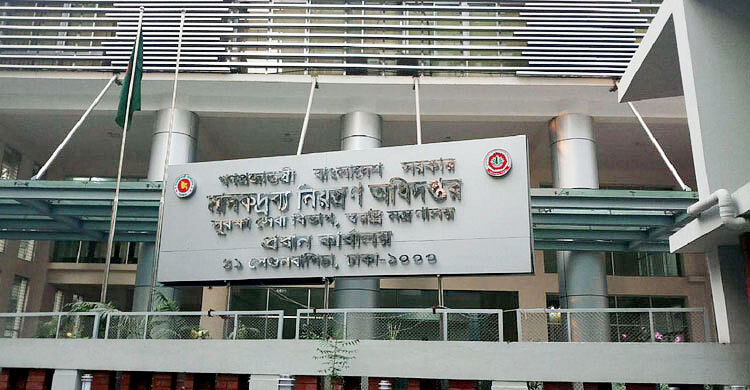 গণপ্রজাতন্ত্রী বাংলাদেশ সরকার
মাদকদ্রব্য নিয়ন্ত্রণ অধিদপ্তর
সুরক্ষা সেবা বিভাগ, স্বরাষ্ট্র মন্ত্রণালয়
প্রধান কার্যালয়
৪১ সেগুনবাগিচা, ঢাকা-১০০০